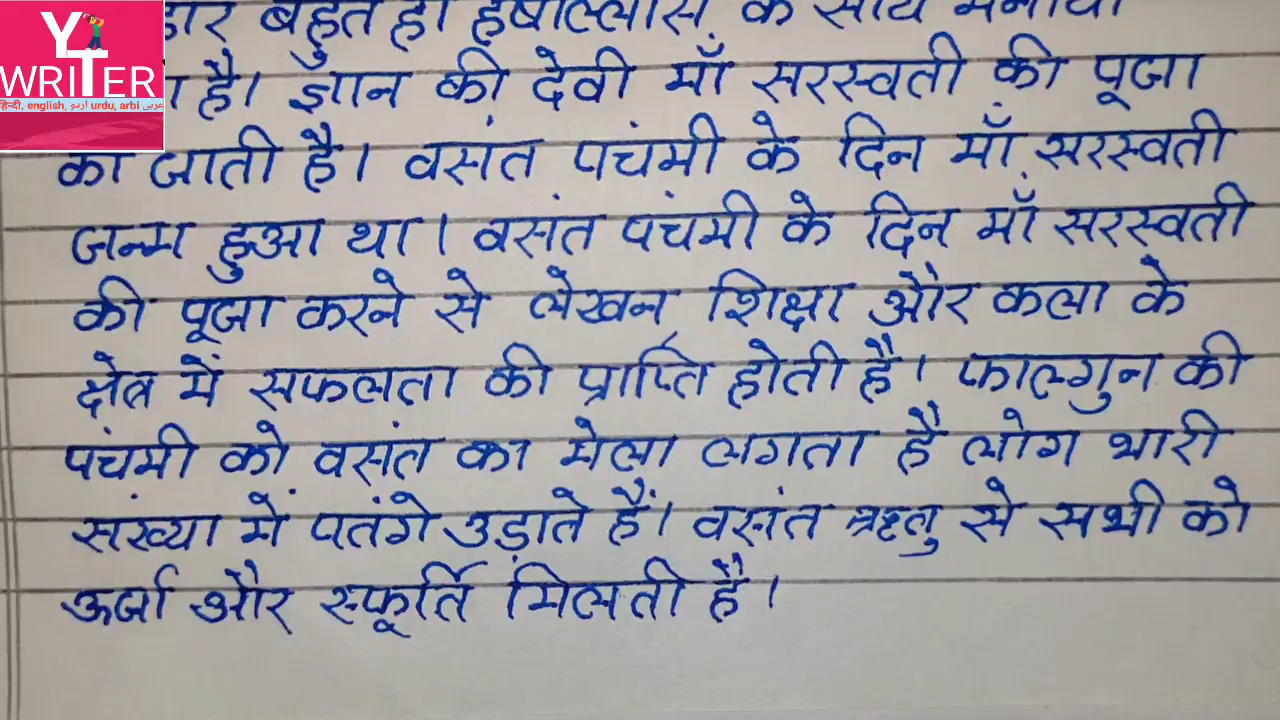 YT
WRITER
हिन्दी, english, اردو urdu, arbi عربی
बहुत ही हर्षोल्लास के साथ मनाया
है। ज्ञान की देवी माँ सरस्वती की पूजा
की जाती है। वसंत पंचमी के दिन माँ सरस्वती
जन्म हुआ था। वसंत पंचमी के दिन माँ सरस्वती
की पूजा करने से लेखन शिक्षा और कला के
क्षेत्र में सफलता की प्राप्ति होती है। फाल्गुन की
पंचमी को वसंत का मेला लगता है लोग भारी
संख्या में पतंगे उड़ाते हैं। वसंत ऋतु से सभी को
ऊर्जा और स्फूर्ति मिलती है।